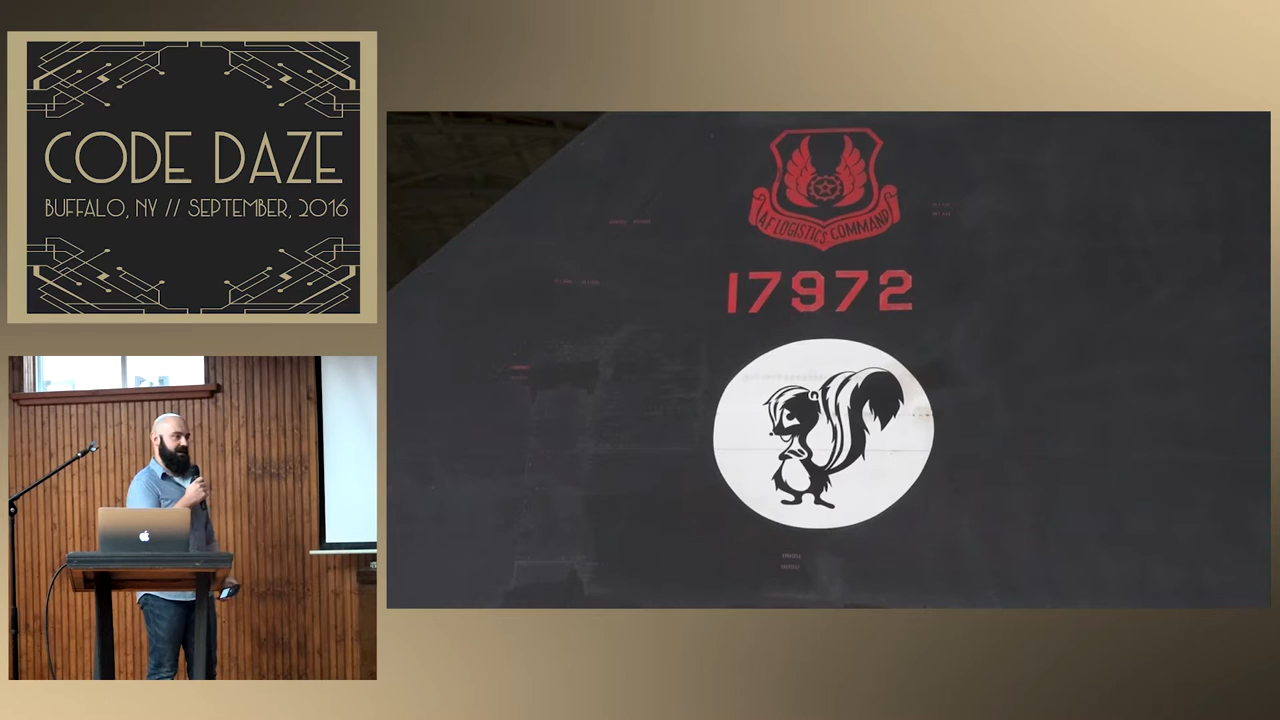 CODE DAZE
BUFFALO, NY // SEPTEMBER, 2016
AF LOGISTICS COMMAND
17972